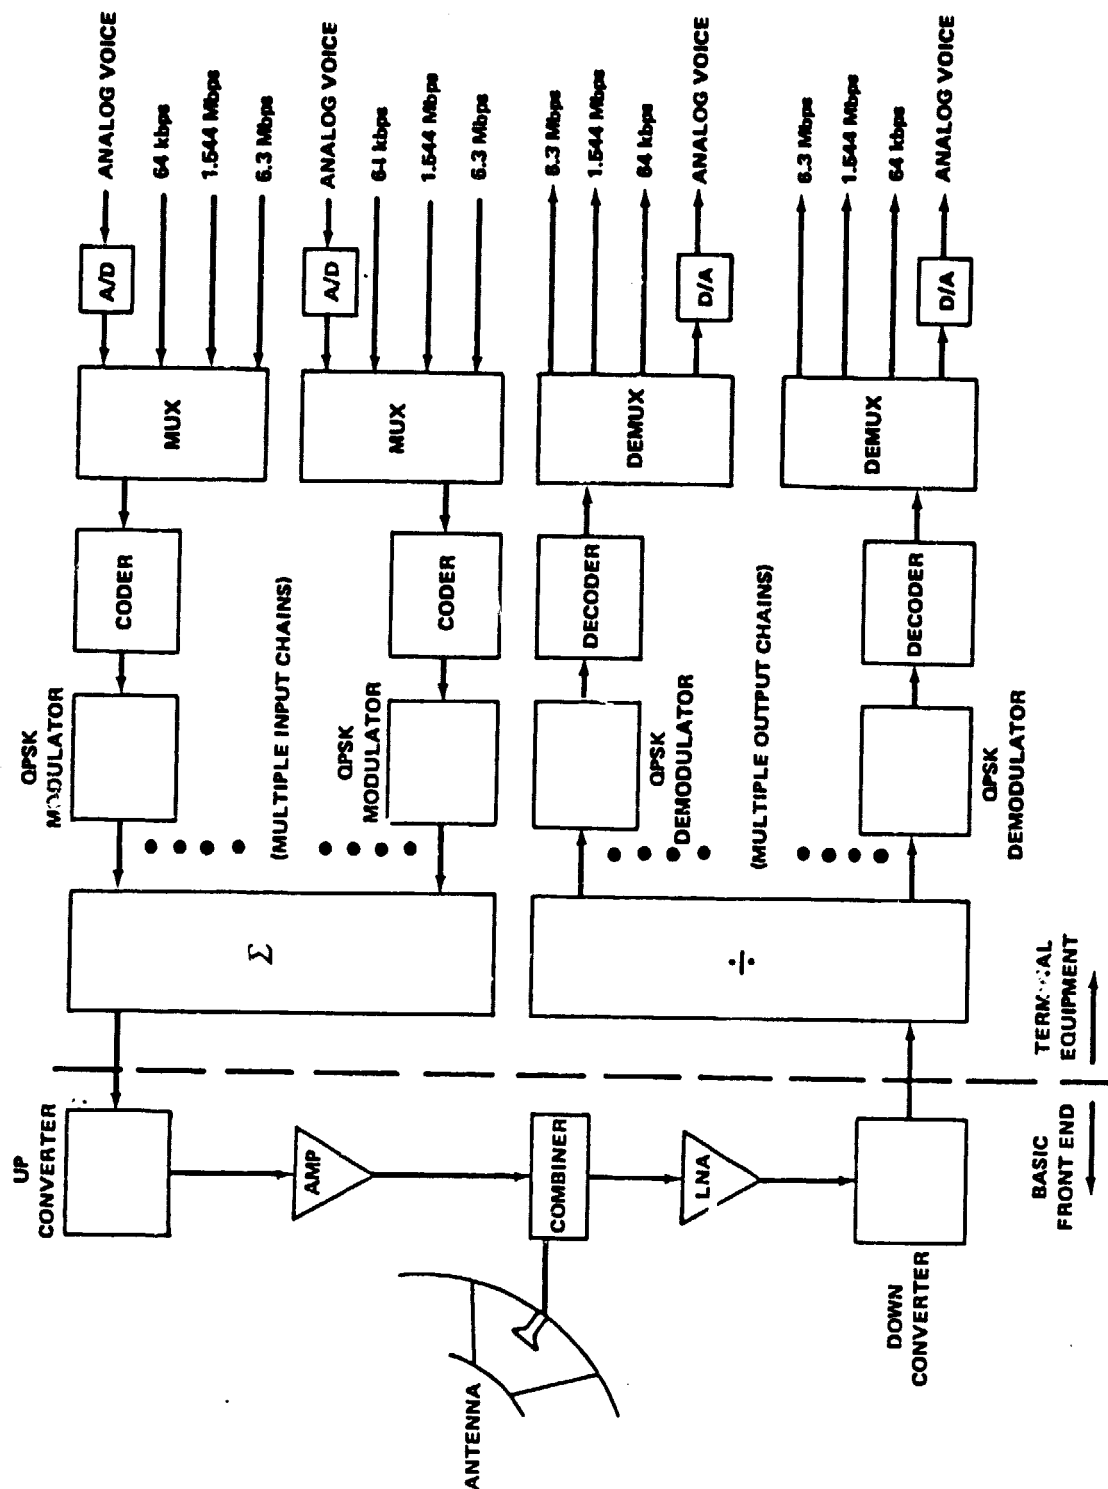 ANALOG VOICE
64 kbps
1.544 Mbps
6.3 Mbps
A/D
MUX
CODER
QPSK
MODULATOR
(MULTIPLE INPUT CHAINS)
ANALOG VOICE
64 kbps
1.544 Mbps
6.3 Mbps
A/D
MUX
CODER
QPSK
MODULATOR
Σ
6.3 Mbps
1.544 Mbps
64 kbps
ANALOG VOICE
D/A
DEMUX
DECODER
QPSK
DEMODULATOR
(MULTIPLE OUTPUT CHAINS)
6.3 Mbps
1.544 Mbps
64 kbps
ANALOG VOICE
D/A
DEMUX
DECODER
QPSK
DEMODULATOR
÷
UP
CONVERTER
AMP
COMBINER
LNA
DOWN
CONVERTER
ANTENNA
TERMINAL
EQUIPMENT
BASIC
FRONT END